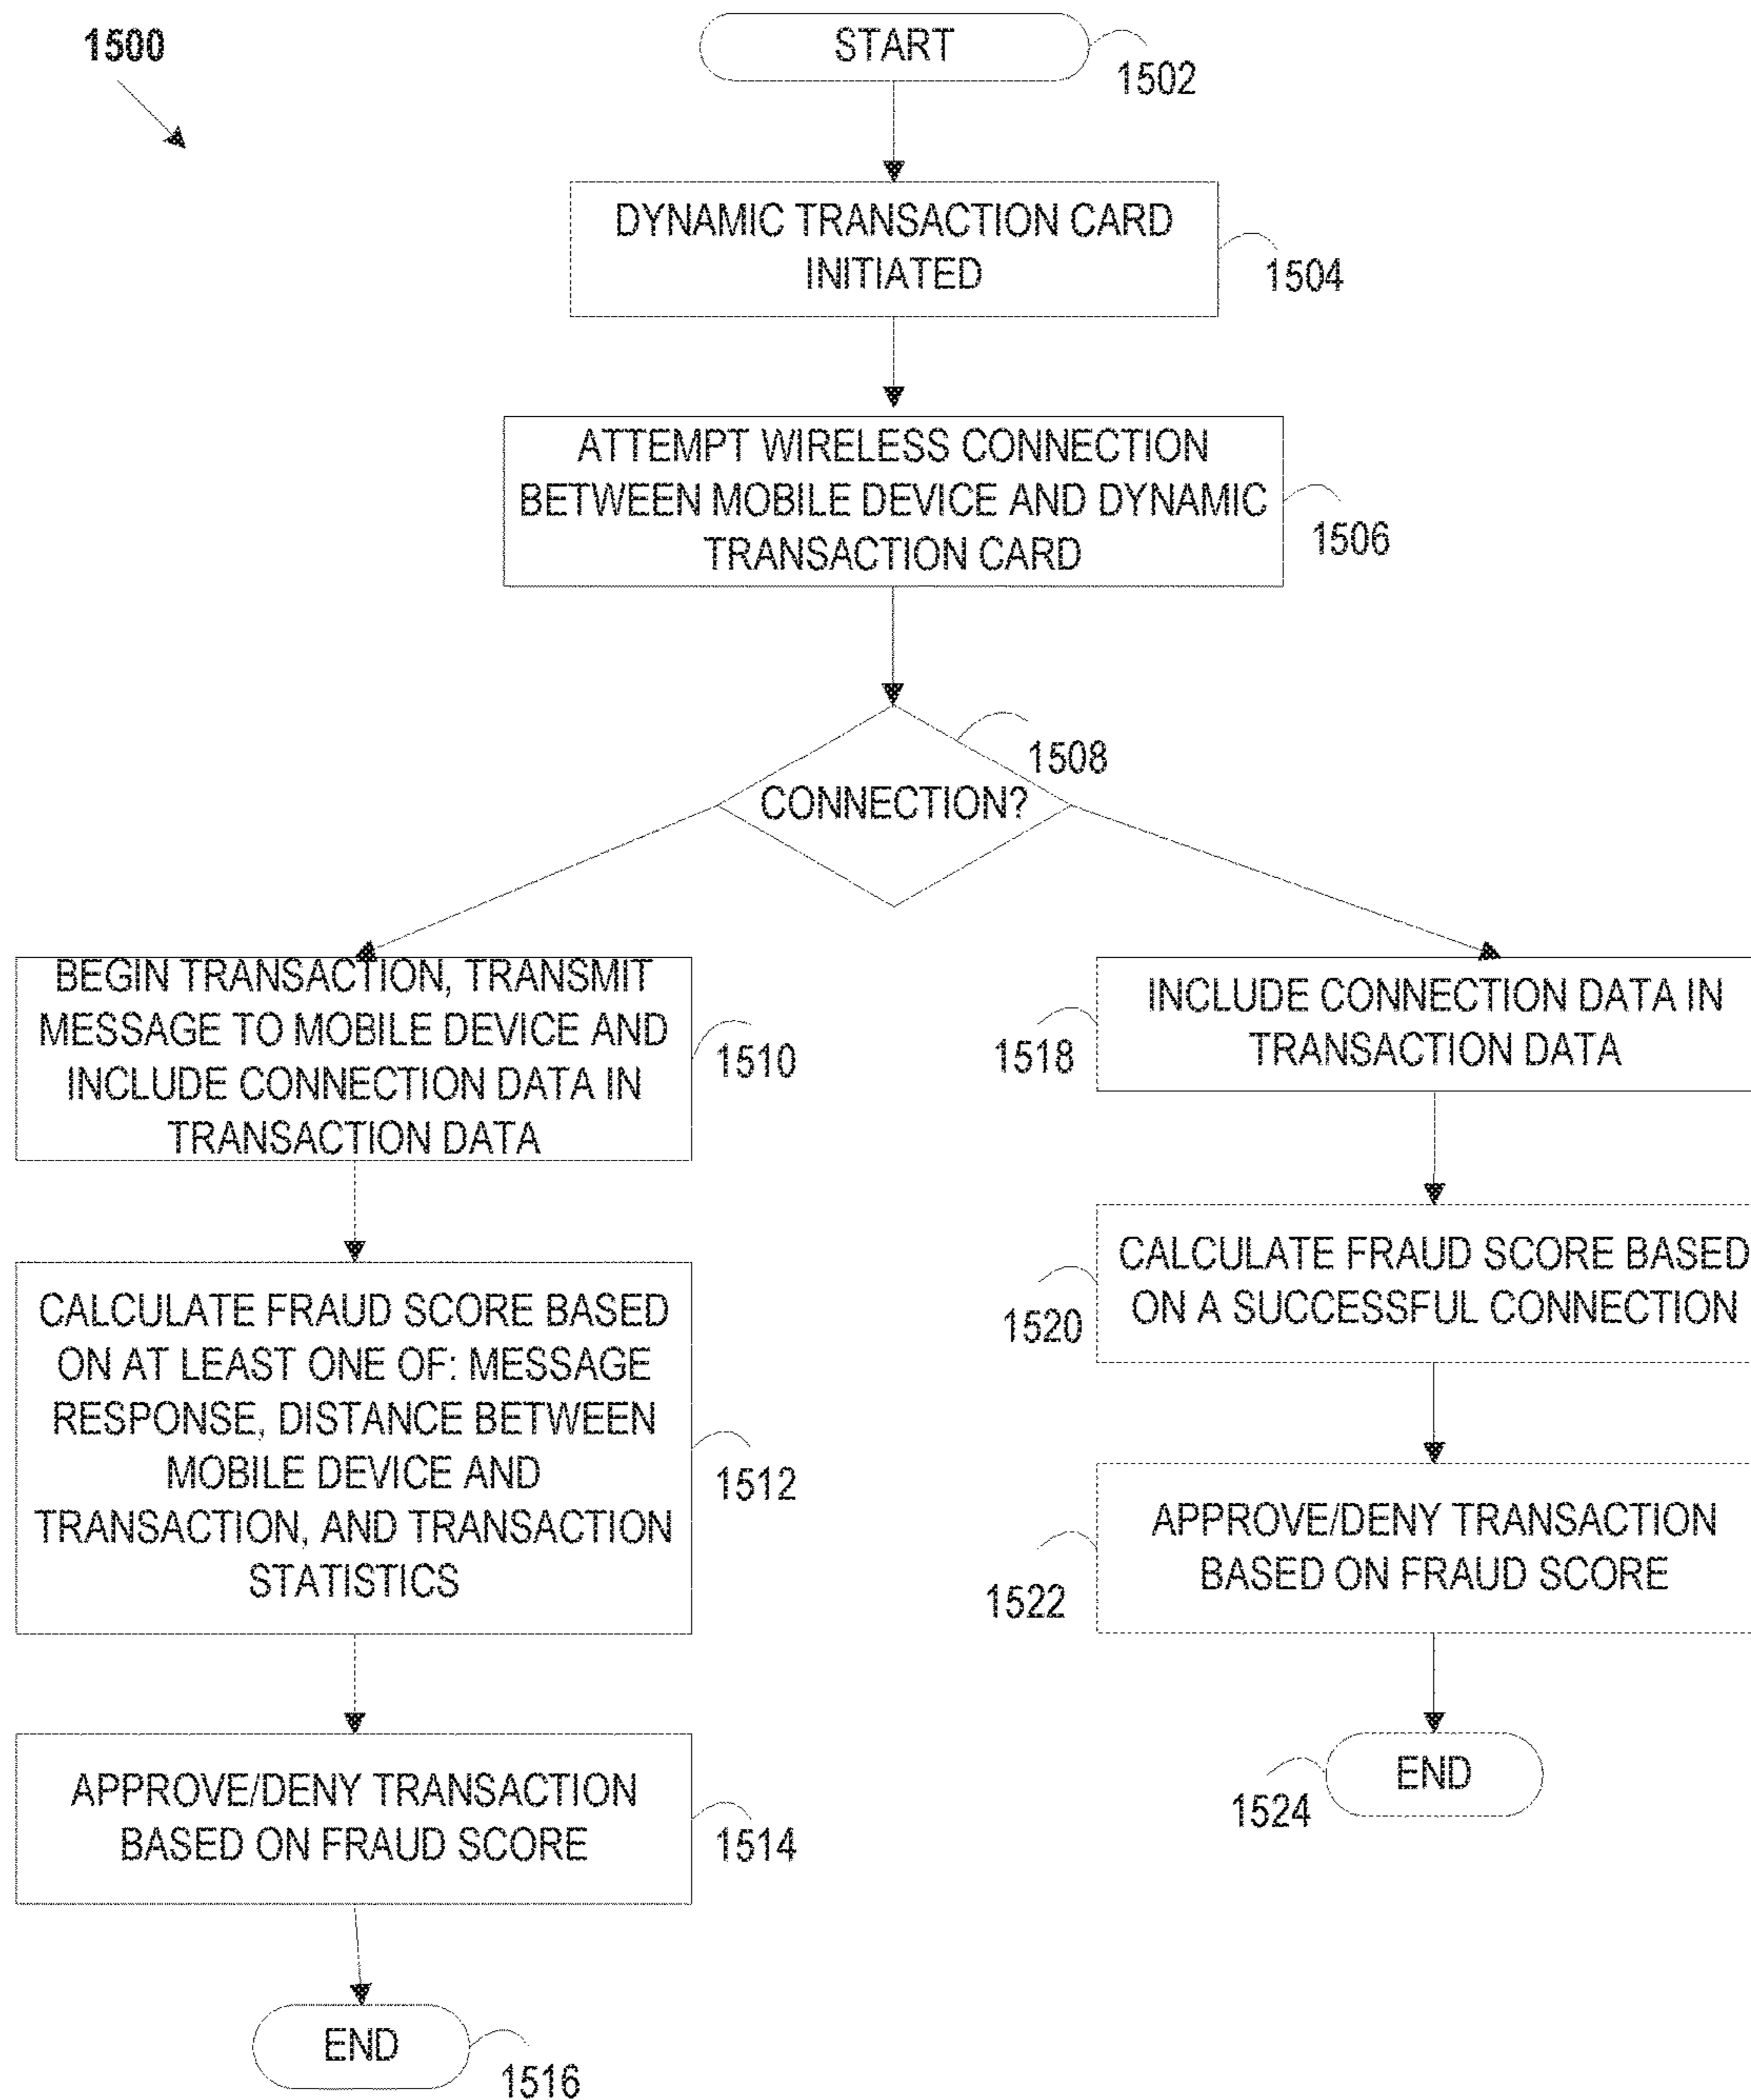 1500
START
1502
DYNAMIC TRANSACTION CARD
INITIATED
1504
ATTEMPT WIRELESS CONNECTION
BETWEEN MOBILE DEVICE AND DYNAMIC
TRANSACTION CARD
1506
1508
CONNECTION?
BEGIN TRANSACTION, TRANSMIT
MESSAGE TO MOBILE DEVICE AND
INCLUDE CONNECTION DATA IN
TRANSACTION DATA
1510
CALCULATE FRAUD SCORE BASED
ON AT LEAST ONE OF: MESSAGE
RESPONSE, DISTANCE BETWEEN
MOBILE DEVICE AND
TRANSACTION, AND TRANSACTION
STATISTICS
1512
APPROVE/DENY TRANSACTION
BASED ON FRAUD SCORE
1514
END
1516
INCLUDE CONNECTION DATA IN
TRANSACTION DATA
1518
CALCULATE FRAUD SCORE BASED
ON A SUCCESSFUL CONNECTION
1520
APPROVE/DENY TRANSACTION
BASED ON FRAUD SCORE
1522
END
1524